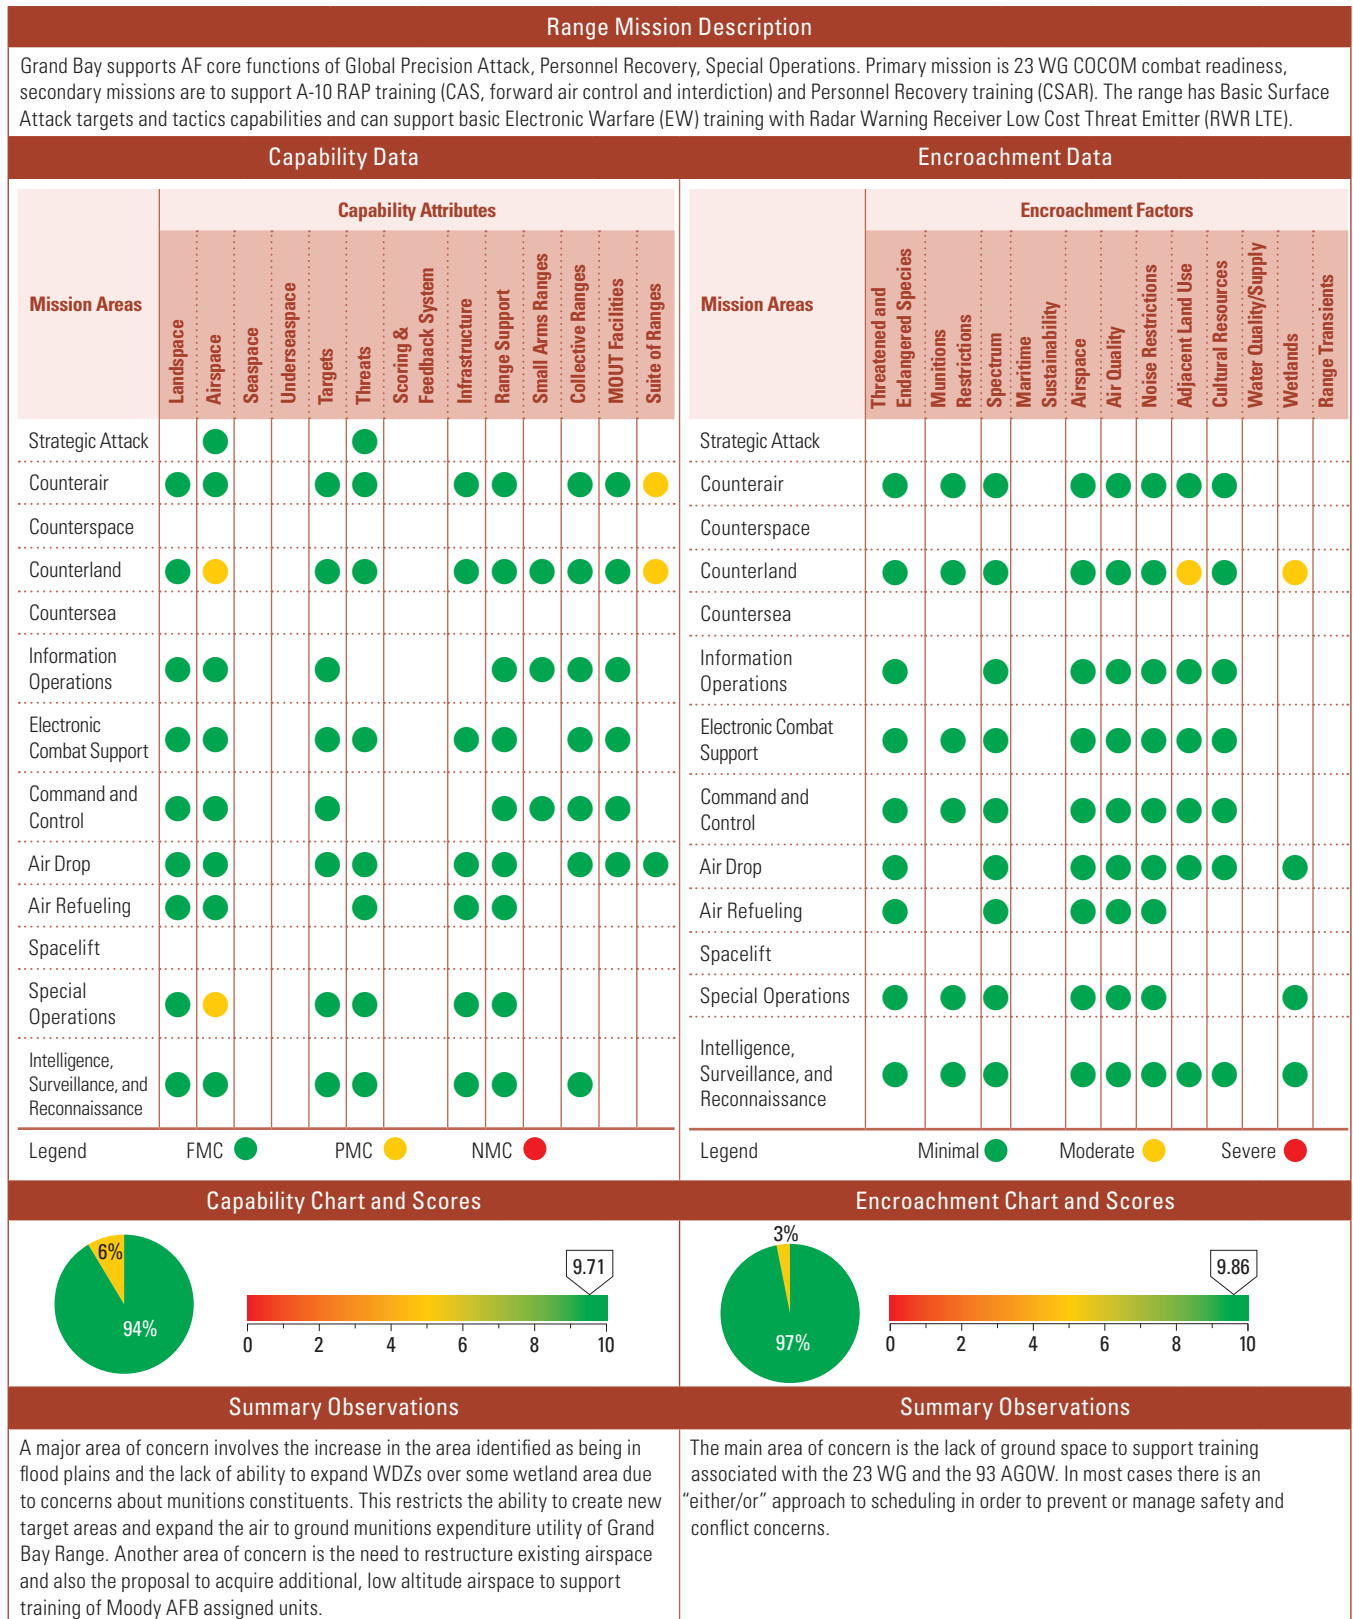 Range Mission Description
Grand Bay supports AF core functions of Global Precision Attack, Personnel Recovery, Special Operations. Primary mission is 23 WG COCOM combat readiness,
secondary missions are to support A-10 RAP training (CAS, forward air control and interdiction) and Personnel Recovery training (CSAR). The range has Basic Surface
Attack targets and tactics capabilities and can support basic Electronic Warfare (EW) training with Radar Warning Receiver Low Cost Threat Emitter (RWR LTE).
Capability Data
Mission Areas
Capability Attributes
Landspace
Airspace
Seaspace
Underseaspace
Targets
Threats
Scoring &
Feedback System
Infrastructure
Range Support
Small Arms Ranges
Collective Ranges
MOUT Facilities
Suite of Ranges
Strategic Attack
Counterair
Counterspace
Counterland
Countersea
Information
Operations
Electronic
Combat Support
Command and
Control
Air Drop
Air Refueling
Spacelift
Special
Operations
Intelligence,
Surveillance, and
Reconnaissance
Legend
FMC
PMC
NMC
Encroachment Data
Mission Areas
Encroachment Factors
Threatened and
Endangered Species
Munitions
Restrictions
Spectrum
Maritime
Sustainability
Airspace
Air Quality
Noise Restrictions
Adjacent Land Use
Cultural Resources
Water Quality/Supply
Wetlands
Range Transients
Strategic Attack
Counterair
Counterspace
Counterland
Countersea
Information
Operations
Electronic Combat
Support
Command and
Control
Air Drop
Air Refueling
Spacelift
Special Operations
Intelligence,
Surveillance, and
Reconnaissance
Legend
Minimal
Moderate
Severe
Capability Chart and Scores
6%
94%
9.71
0 2 4 6 8 10
Encroachment Chart and Scores
3%
97%
9.86
0 2 4 6 8 10
Summary Observations
A major area of concern involves the increase in the area identified as being in
flood plains and the lack of ability to expand WDZs over some wetland area due
to concerns about munitions constituents. This restricts the ability to create new
target areas and expand the air to ground munitions expenditure utility of Grand
Bay Range. Another area of concern is the need to restructure existing airspace
and also the proposal to acquire additional, low altitude airspace to support
training of Moody AFB assigned units.
Summary Observations
The main area of concern is the lack of ground space to support training
associated with the 23 WG and the 93 AGOW. In most cases there is an
“either/or” approach to scheduling in order to prevent or manage safety and
conflict concerns.